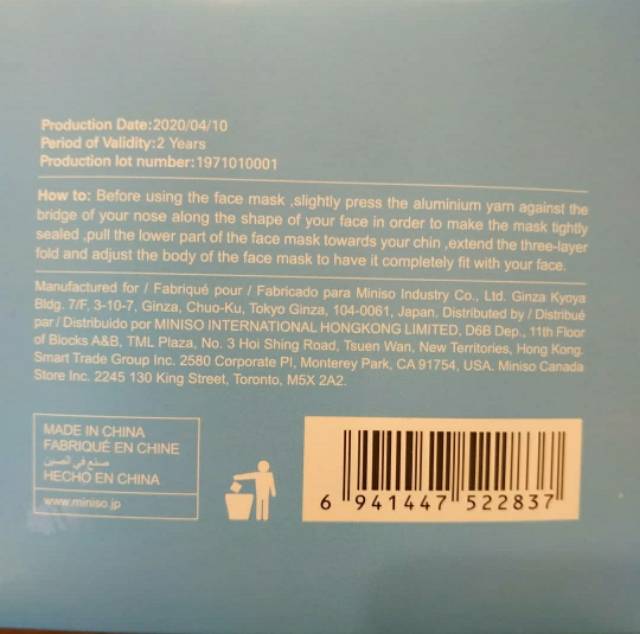 Production Date:2020/04/10
Period of Validity:2 Years
Production lot number:1971010001
How to: Before using the face mask ,slightly press the aluminium yarn against the
bridge of your nose along the shape of your face in order to make the mask tightly
sealed ,pull the lower part of the face mask towards your chin ,extend the three-layer
fold and adjust the body of the face mask to have it completely fit with your face.
Manufactured for / Fabriqué pour / Fabricado para Miniso Industry Co., Ltd. Ginza Kyoya
Bldg. 7/F, 3-10-7, Ginza, Chuo-Ku, Tokyo Ginza, 104-0061, Japan. Distributed by / Distribué
par / Distribuido por MINISO INTERNATIONAL HONGKONG LIMITED, D6B Dep., 11th Floor
of Blocks A&B, TML Plaza, No. 3 Hoi Shing Road, Tsuen Wan, New Territories, Hong Kong.
Smart Trade Group Inc. 2580 Corporate Pl, Monterey Park, CA 91754, USA. Miniso Canada
Store Inc. 2245 130 King Street, Toronto, M5X 2A2.
MADE IN CHINA
FABRIQUÉ EN CHINE
صنع في الصين
HECHO EN CHINA
www.miniso.jp
6 941447 522837